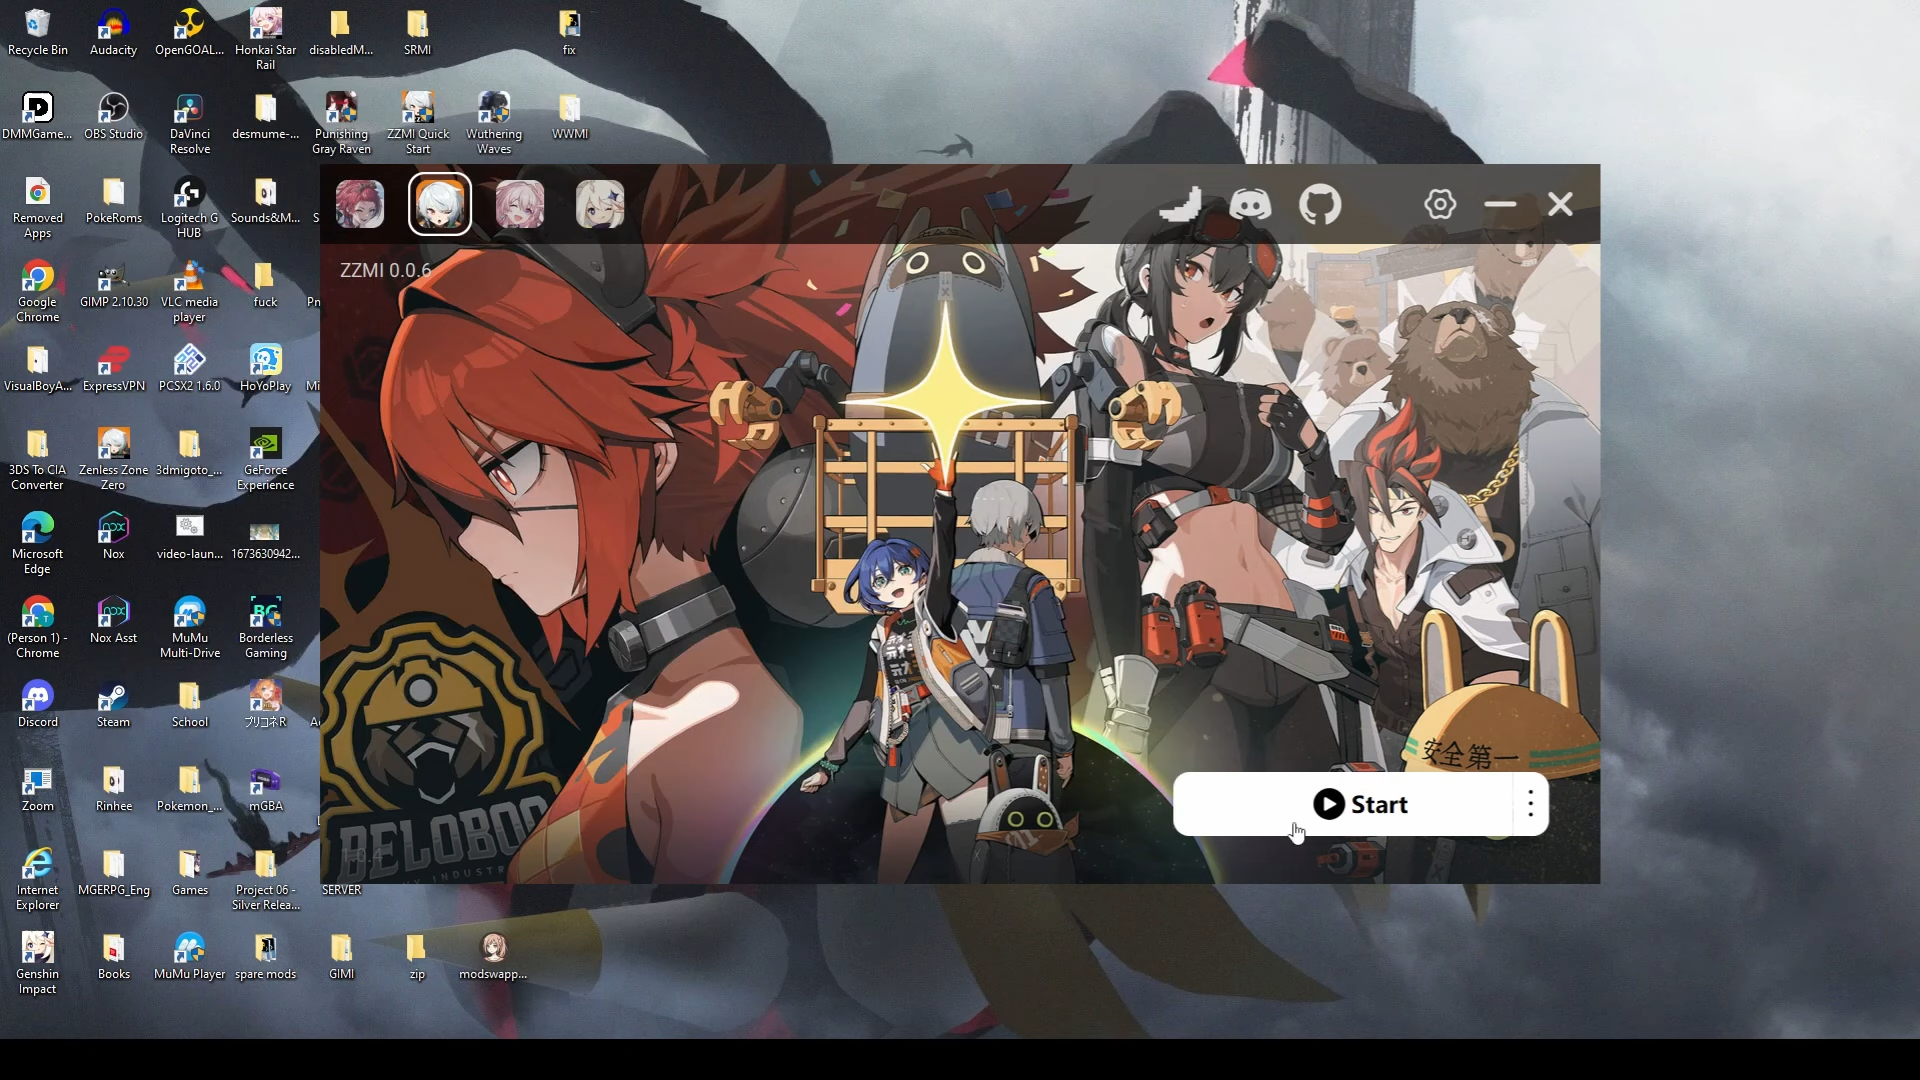 Recycle Bin
Audacity
OpenGOAL...
Honkai Star
Rail
disabledM...
SRMI
fix
DMMGame...
OBS Studio
DaVinci
Resolve
desmume-...
Punishing
Gray Raven
ZZMI Quick
Start
Wuthering
Waves
WWMI
Removed
Apps
PokeRoms
Logitech G
HUB
Sounds&M...
S
Google
Chrome
GIMP 2.10.30
VLC media
player
fuck
Pr
VisualBoyA...
ExpressVPN
PCSX2 1.6.0
HoYoPlay
Mi
3DS To CIA
Converter
Zenless Zone
Zero
3dmigoto_...
GeForce
Experience
Microsoft
Edge
Nox
video-laun...
1673630942...
(Person 1) -
Chrome
Nox Asst
MuMu
Multi-Drive
Borderless
Gaming
Discord
Steam
School
プリコネR
Zoom
Rinhee
Pokemon_...
mGBA
Internet
Explorer
MGERPG_Eng
Games
Project 06 -
Silver Relea...
SERVER
Genshin
Impact
Books
MuMu Player
spare mods
GIMI
zip
modswapp...
ZZMI 0.0.6
BELOBOG
安全第一
Start
1.0.4